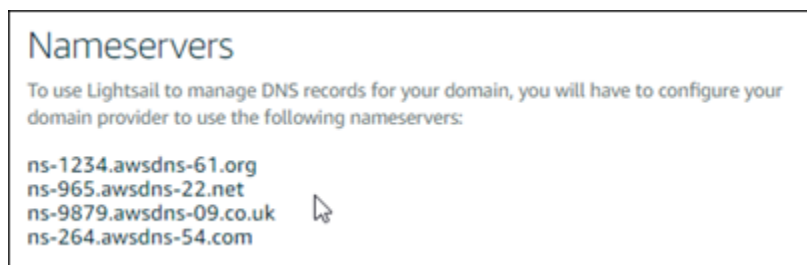 Nameservers
To use Lightsail to manage DNS records for your domain, you will have to configure your
domain provider to use the following nameservers:
ns-1234.awsdns-61.org
ns-965.awsdns-22.net
ns-9879.awsdns-09.co.uk
ns-264.awsdns-54.com